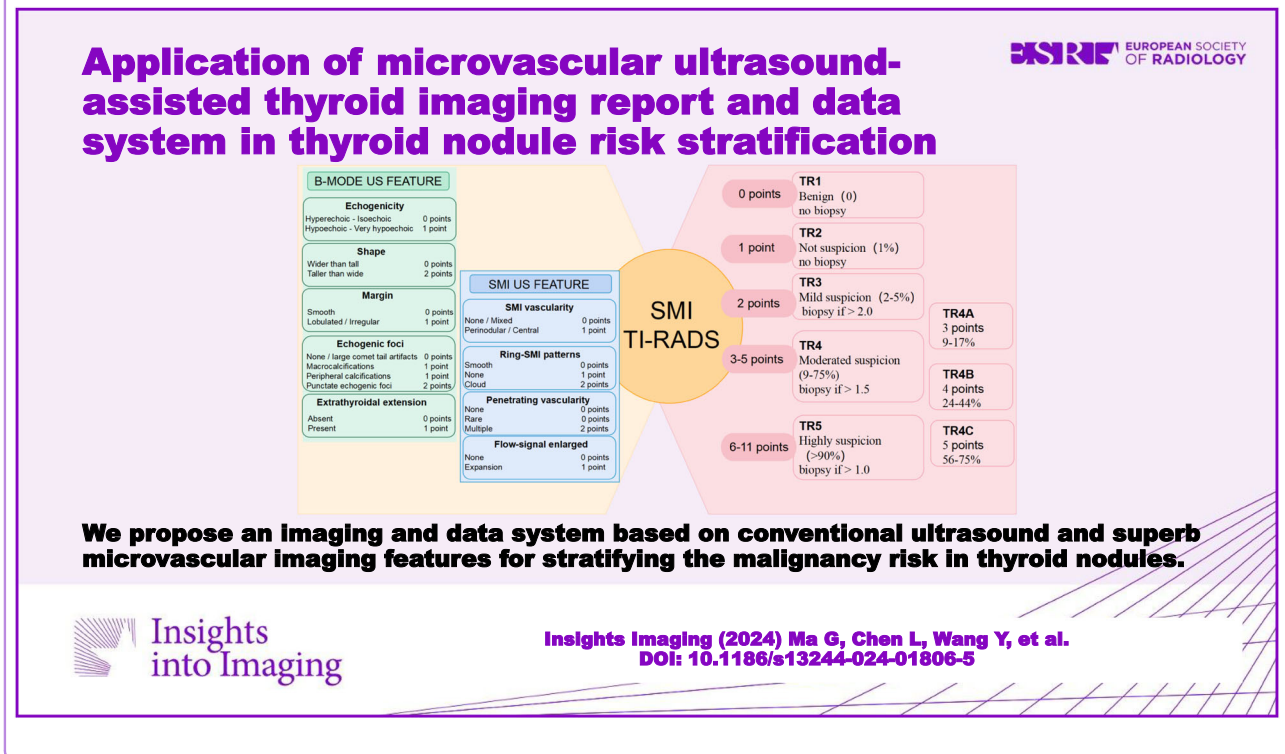 Application of microvascular ultrasound-
assisted thyroid imaging report and data
system in thyroid nodule risk stratification
ESR
EUROPEAN SOCIETY
OF RADIOLOGY
B-MODE US FEATURE
Echogenicity
Hyperechoic - Isoechoic 0 points
Hypoechoic - Very hypoechoic 1 point
Shape
Wider than tall 0 points
Taller than wide 2 points
Margin
Smooth 0 points
Lobulated / Irregular 1 point
Echogenic foci
None / large comet tail artifacts 0 points
Macrocalcifications 1 point
Peripheral calcifications 1 point
Punctate echogenic foci 2 points
Extrathyroidal extension
Absent 0 points
Present 1 point
SMI US FEATURE
SMI vascularity
None / Mixed 0 points
Perinodular / Central 1 point
Ring-SMI patterns
Smooth 0 points
None 1 point
Cloud 2 points
Penetrating vascularity
None 0 points
Rare 0 points
Multiple 2 points
Flow-signal enlarged
None 0 points
Expansion 1 point
SMI
TI-RADS
0 points
TR1
Benign (0)
no biopsy
1 point
TR2
Not suspicion (1%)
no biopsy
2 points
TR3
Mild suspicion (2-5%)
biopsy if > 2.0
3-5 points
TR4
Moderated suspicion
(9-75%)
biopsy if > 1.5
6-11 points
TR5
Highly suspicion
(>90%)
biopsy if > 1.0
TR4A
3 points
9-17%
TR4B
4 points
24-44%
TR4C
5 points
56-75%
We propose an imaging and data system based on conventional ultrasound and superb
microvascular imaging features for stratifying the malignancy risk in thyroid nodules.
Insights
into Imaging
Insights Imaging (2024) Ma G, Chen L, Wang Y, et al.
DOI: 10.1186/s13244-024-01806-5